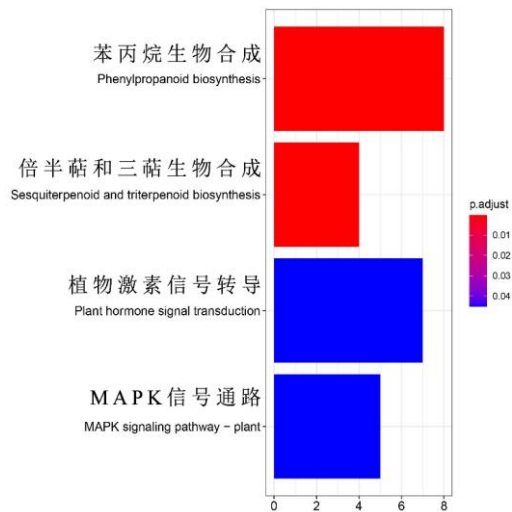 苯丙烷生物合成
Phenylpropanoid biosynthesis
倍半萜和三萜生物合成
Sesquiterpenoid and triterpenoid biosynthesis
植物激素信号转导
Plant hormone signal transduction
MAPK信号通路
MAPK signaling pathway − plant
0 2 4 6 8
p.adjust
0.01
0.02
0.03
0.04